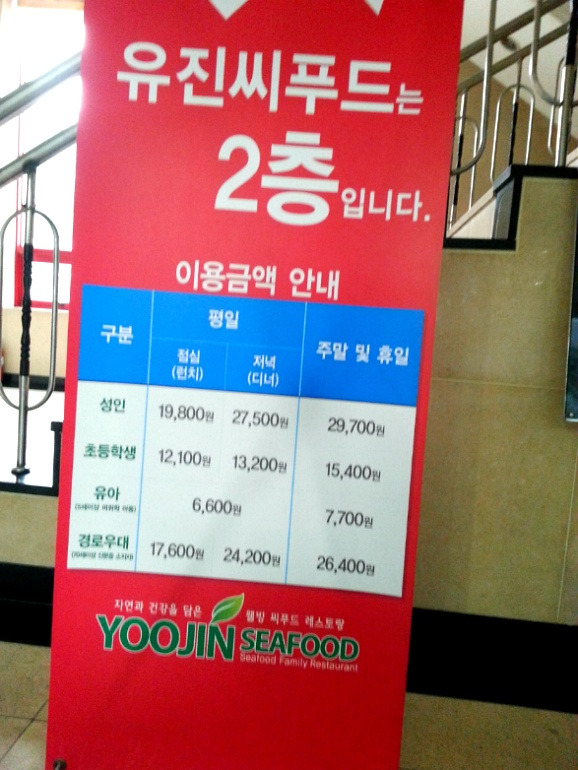 유진씨푸드는
2층입니다.
이용금액 안내
구분 평일 주말 및 휴일
점심 저녁
(런치) (디너)
성인 19,800원 27,500원 29,700원
초등학생 12,100원 13,200원 15,400원
유아 6,600원 7,700원
경로우대 17,600원 24,200원 26,400원
자연과 건강을 담은 웰빙 씨푸드 레스토랑
YOOJIN SEAFOOD
Seafood Family Restaurant